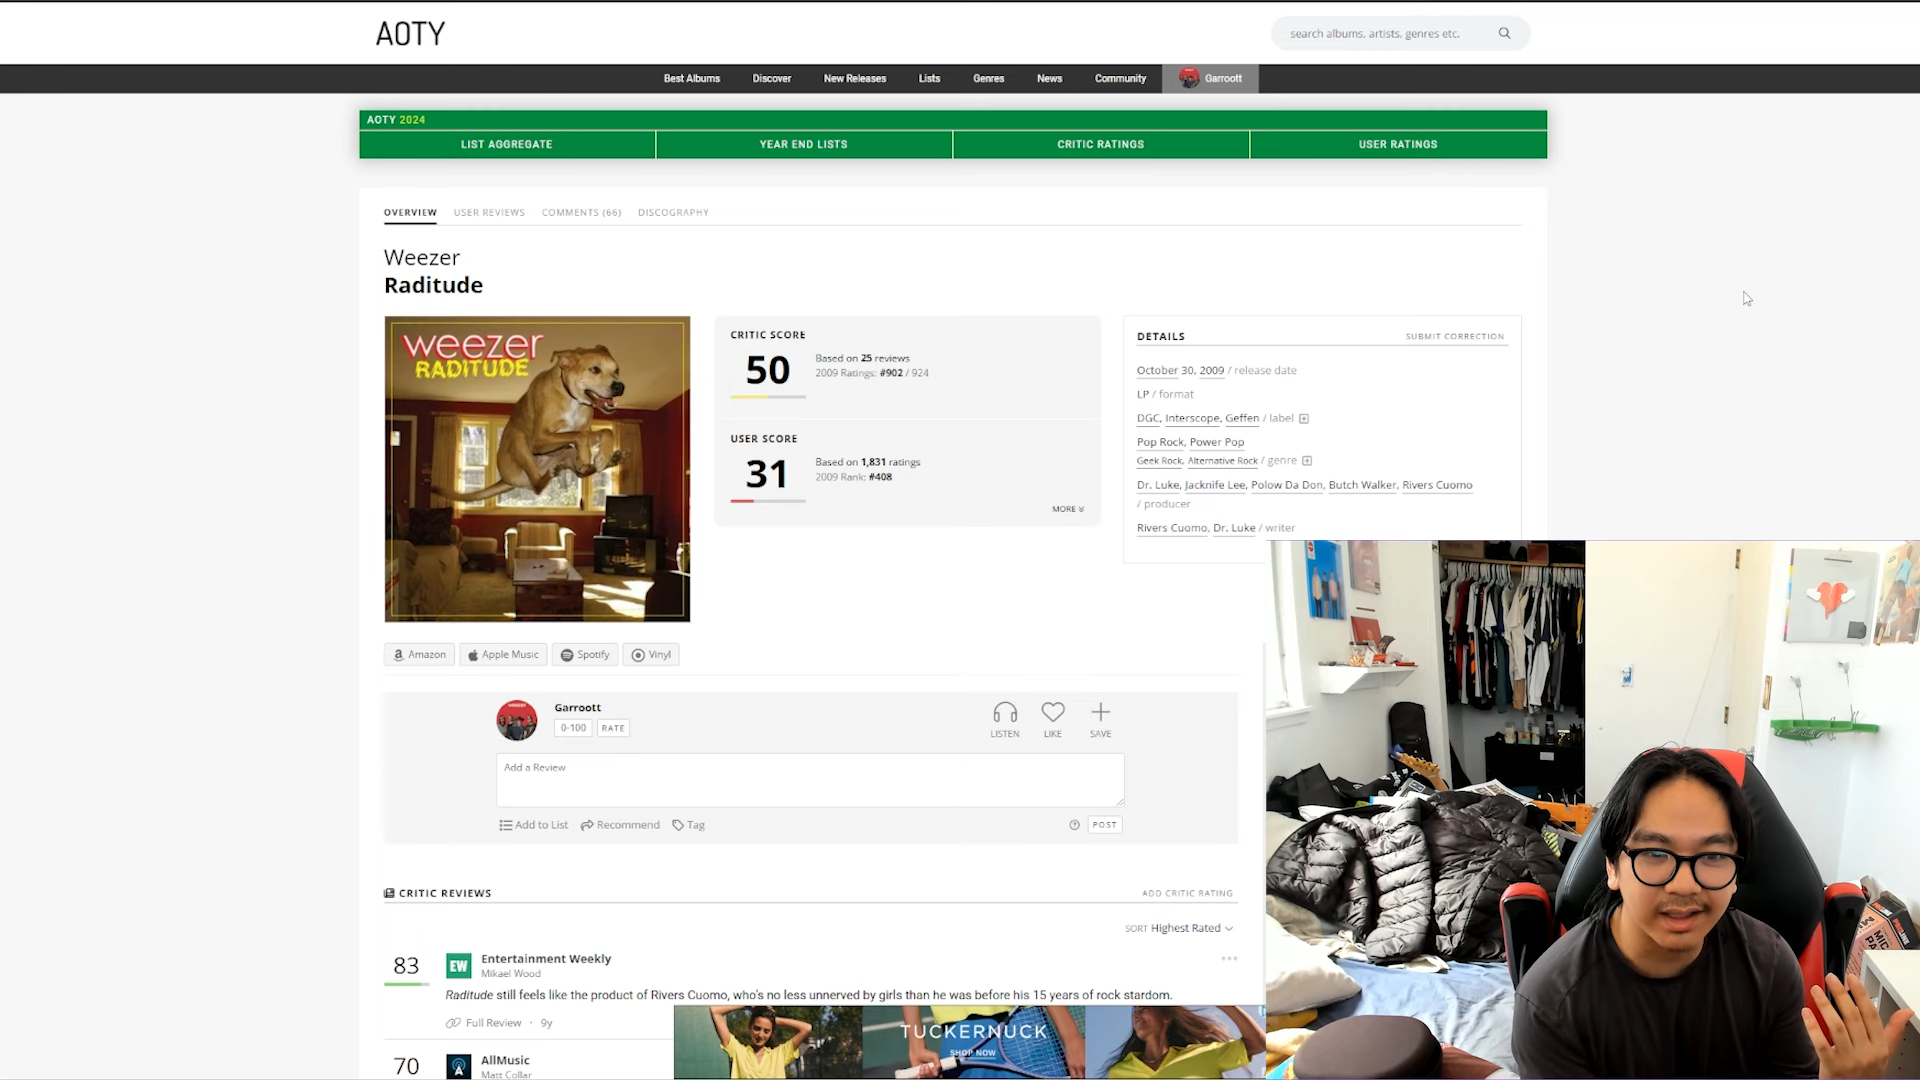 AOTY
search albums, artists, genres etc.
Best Albums Discover New Releases Lists Genres News Community Garroott
AOTY 2024
LIST AGGREGATE YEAR END LISTS CRITIC RATINGS USER RATINGS
OVERVIEW USER REVIEWS COMMENTS (66) DISCOGRAPHY
Weezer
Raditude
weezer
RADITUDE
CRITIC SCORE
50
Based on 25 reviews
2009 Ratings: #902 / 924
USER SCORE
31
Based on 1,831 ratings
2009 Rank: #408
MORE
DETAILS SUBMIT CORRECTION
October 30, 2009 / release date
LP / format
DGC, Interscope, Geffen / label
Pop Rock, Power Pop
Geek Rock, Alternative Rock / genre
Dr. Luke, Jacknife Lee, Polow Da Don, Butch Walker, Rivers Cuomo
/ producer
Rivers Cuomo, Dr. Luke / writer
Amazon Apple Music Spotify Vinyl
Garroott
0-100 RATE
LISTEN LIKE SAVE
Add a Review
Add to List Recommend Tag
POST
CRITIC REVIEWS ADD CRITIC RATING
SORT Highest Rated
83
EW
Entertainment Weekly
Mikael Wood
Raditude still feels like the product of Rivers Cuomo, who's no less unnerved by girls than he was before his 15 years of rock stardom.
Full Review · 9y
TUCKERNUCK
SHOP NOW
70
AllMusic
Matt Collar